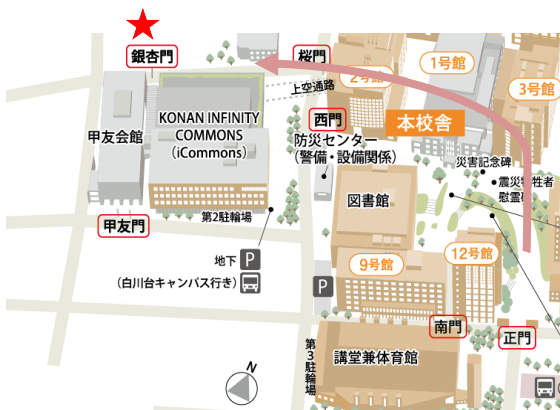 銀杏門
桜門
1号館
2号館
3号館
上空通路
KONAN INFINITY
COMMONS
(iCommons)
甲友会館
西門
本校舎
防災センター
(警備・設備関係)
災害記念碑
震災犠牲者
図書館
第2駐輪場
甲友門
地下 P
(白川台キャンパス行き)
9号館
12号館
P
南門
正門
第3駐輪場
講堂兼体育館
N